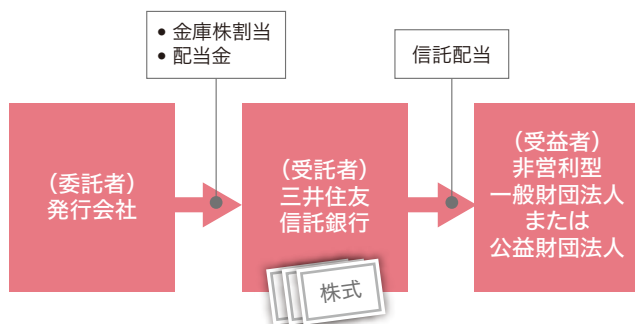 • 金庫株割当
• 配当金
信託配当
（委託者）
発行会社
（受託者）
三井住友
信託銀行
株式
（受益者）
非営利型
一般財団法人
または
公益財団法人